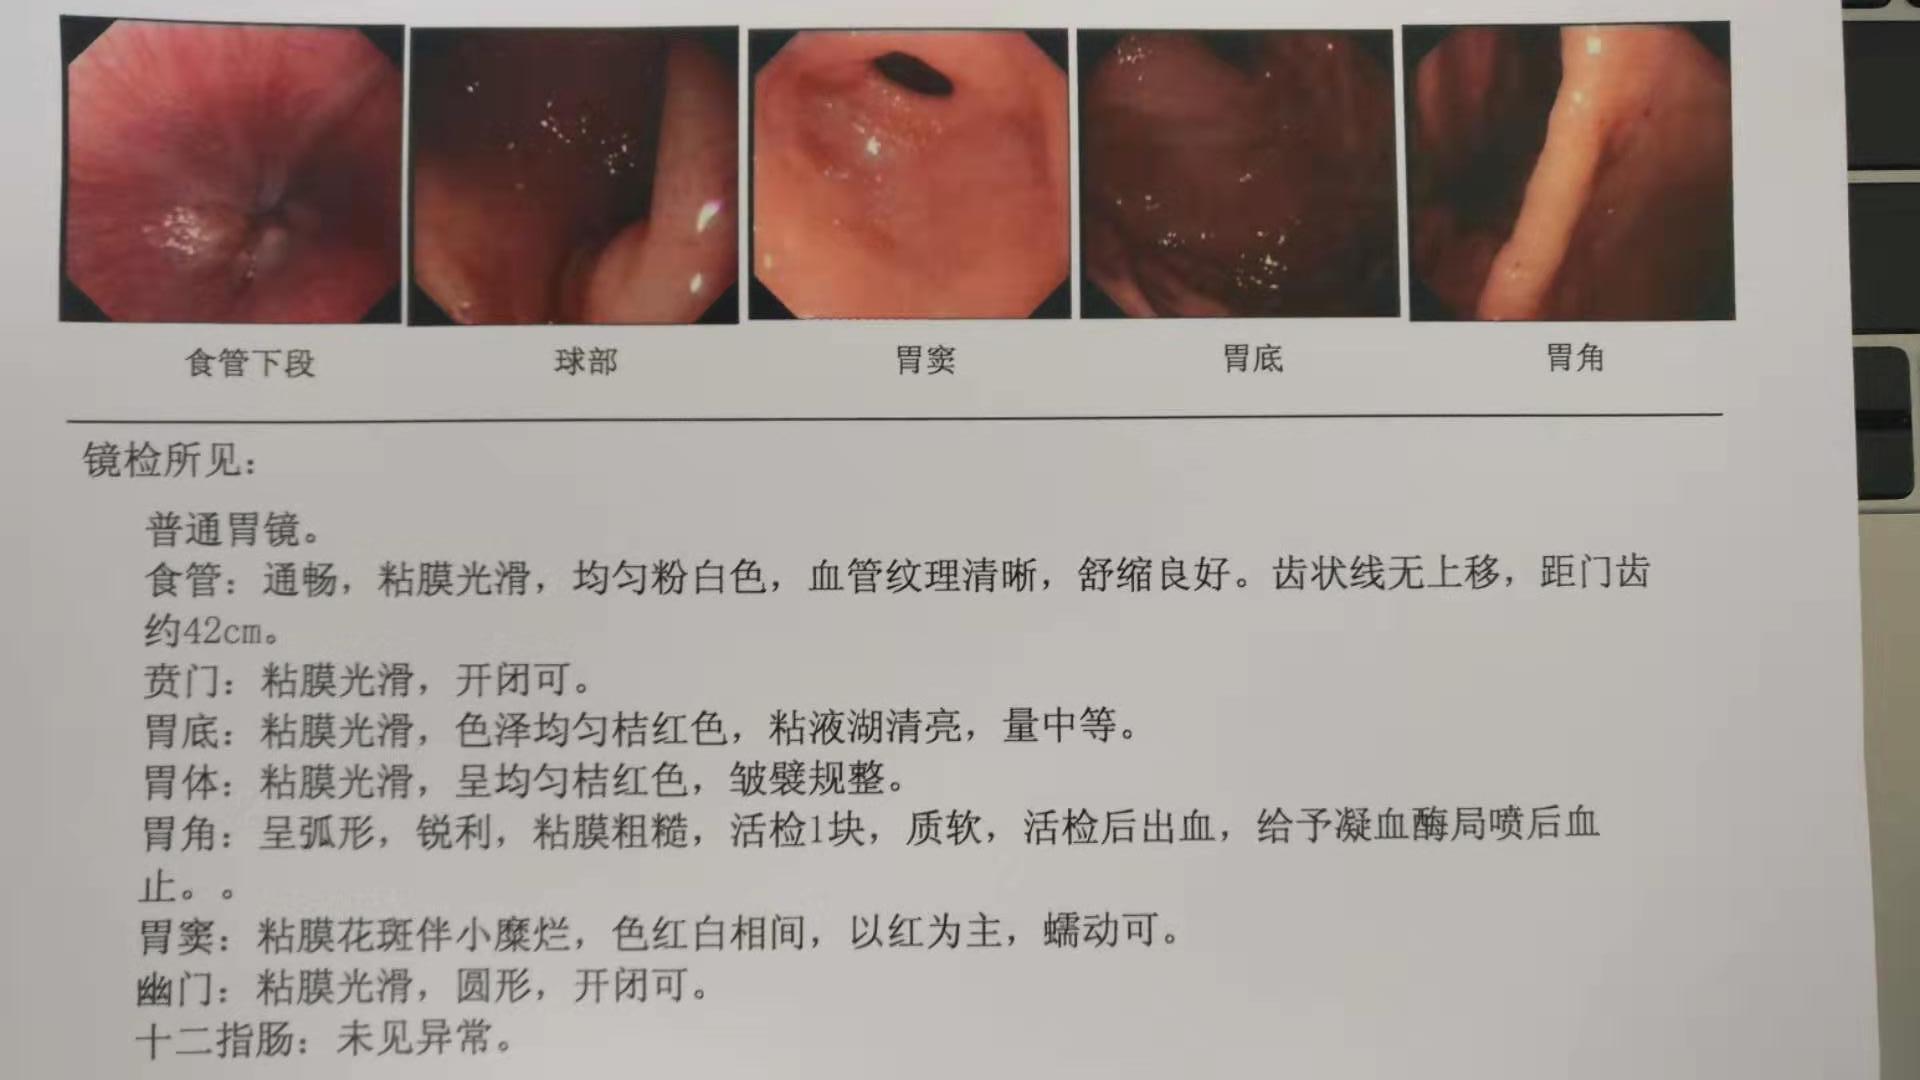 食管下段 球部 胃窦 胃底 胃角
镜检所见：
普通胃镜。
食管：通畅，粘膜光滑，均匀粉白色，血管纹理清晰，舒缩良好。齿状线无上移，距门齿
约42cm。
贲门：粘膜光滑，开闭可。
胃底：粘膜光滑，色泽均匀桔红色，粘液湖清亮，量中等。
胃体：粘膜光滑，呈均匀桔红色，皱襞规整。
胃角：呈弧形，锐利，粘膜粗糙，活检1块，质软，活检后出血，给予凝血酶局喷后血
止。。
胃窦：粘膜花斑伴小糜烂，色红白相间，以红为主，蠕动可。
幽门：粘膜光滑，圆形，开闭可。
十二指肠：未见异常。